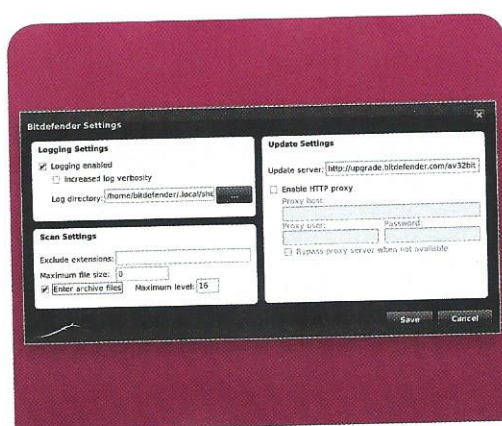 Bitdefender Settings
Logging Settings
Logging enabled
Increased log verbosity
Log directory: /home/bitdefender/.local/sha ...
Scan Settings
Exclude extensions:
Maximum file size: 0
Enter archive files Maximum level: 16
Update Settings
Update server: http://upgrade.bitdefender.com/av32bit
Enable HTTP proxy
Proxy host:
Proxy user: Password:
Bypass proxy server when not available
Save Cancel